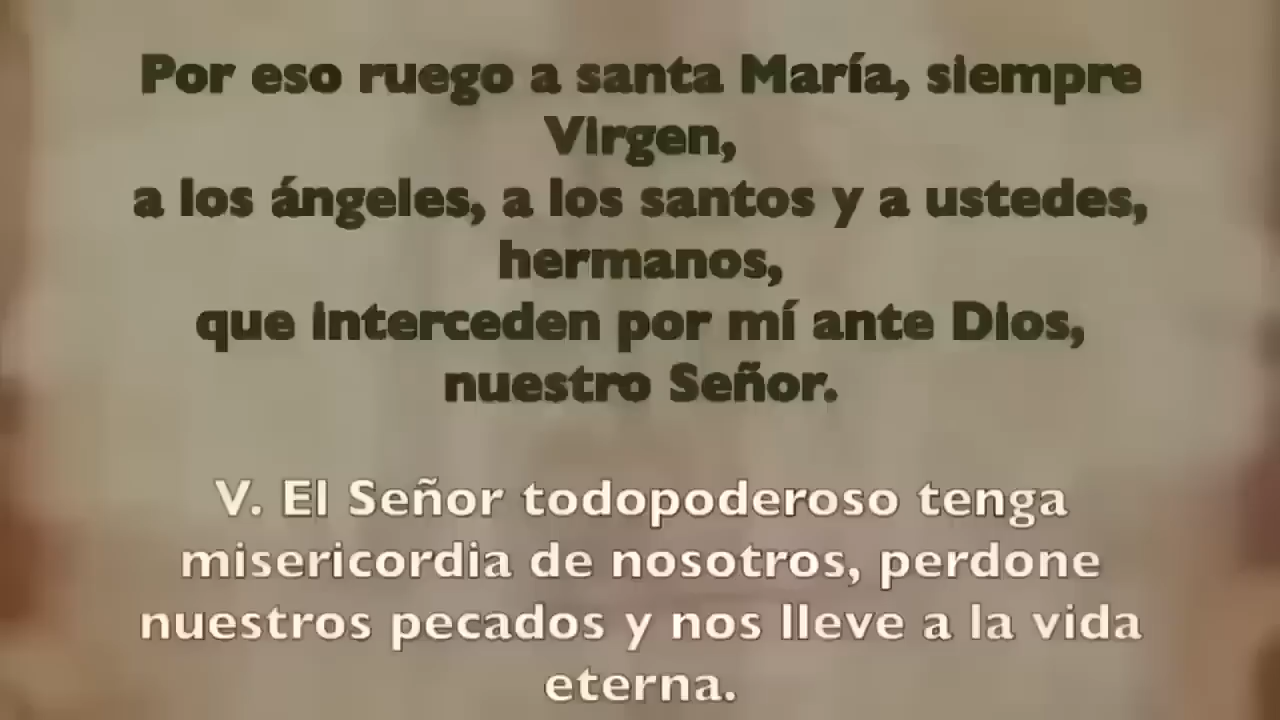 Por eso ruego a santa María, siempre
Virgen,
a los ángeles, a los santos y a ustedes,
hermanos,
que interceden por mí ante Dios,
nuestro Señor.
V. El Señor todopoderoso tenga
misericordia de nosotros, perdone
nuestros pecados y nos lleve a la vida
eterna.